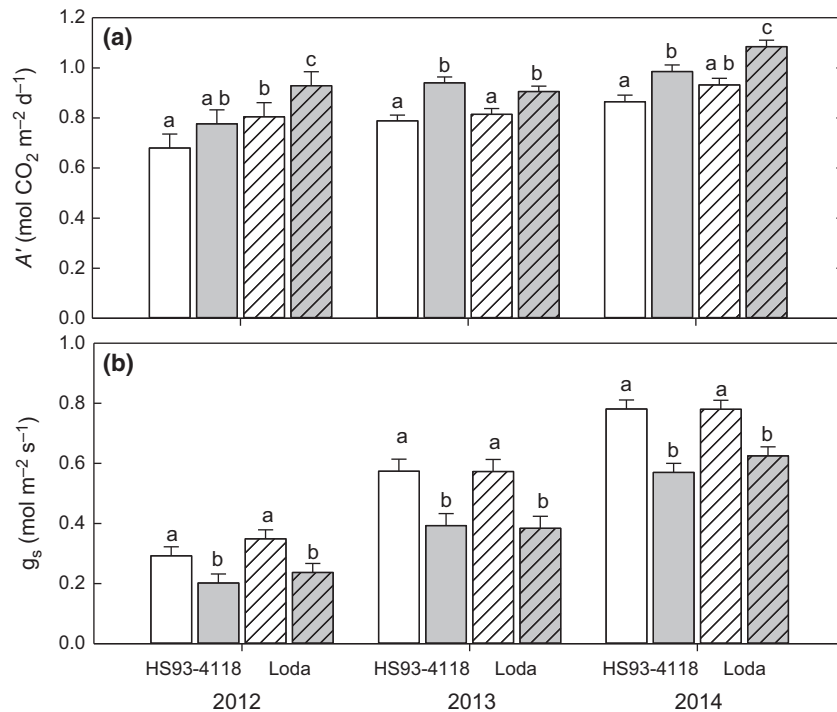 (a)
A′ (mol CO₂ m⁻² d⁻¹)
1.2
1.0
0.8
0.6
0.4
0.2
0.0
a
a b
b
c
a
b
a
b
a
b
a b
c
(b)
gₛ (mol m⁻² s⁻¹)
1.0
0.8
0.6
0.4
0.2
0.0
a
b
a
b
a
b
a
b
a
b
a
b
HS93-4118 Loda HS93-4118 Loda HS93-4118 Loda
2012 2013 2014